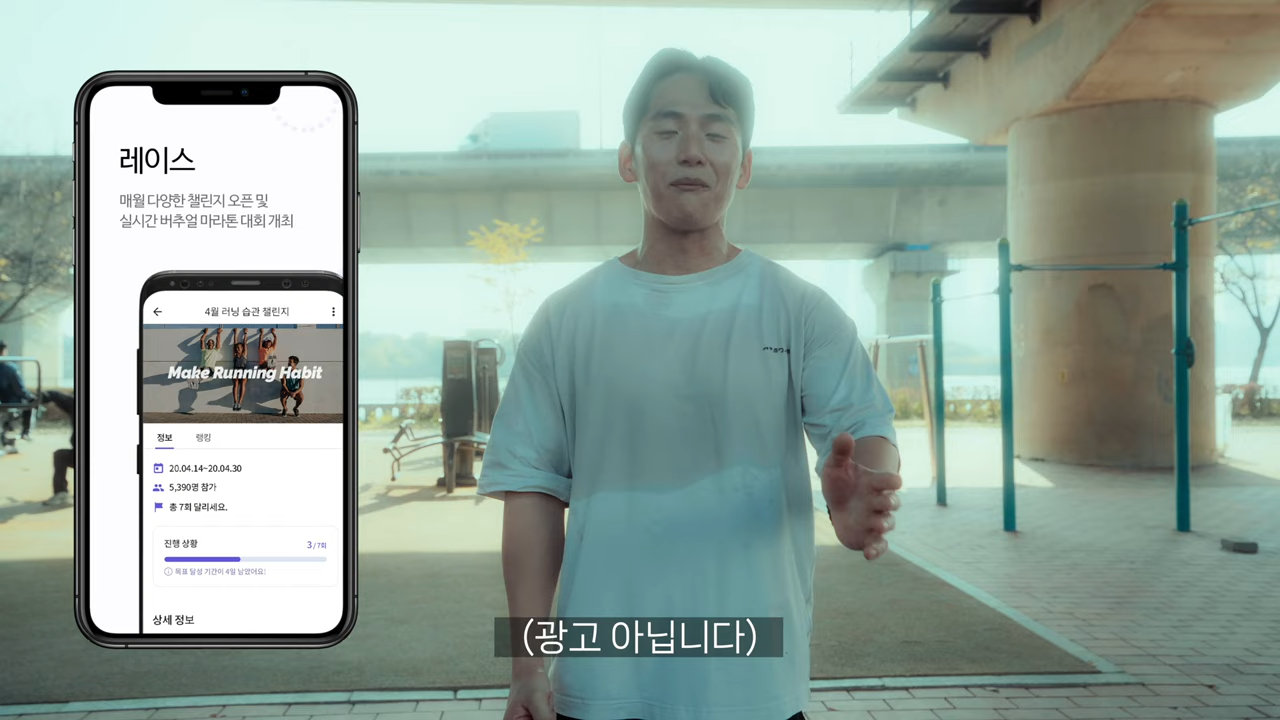 레이스
매월 다양한 챌린지 오픈 및
실시간 버추얼 마라톤 대회 개최
4월 러닝 습관 챌린지
Make Running Habit
정보 랭킹
20.04.14~20.04.30
5,390명 참가
총 7회 달리세요.
진행 상황 3 / 7회
목표 달성 기간이 4일 남았어요!
상세 정보
(광고 아닙니다)